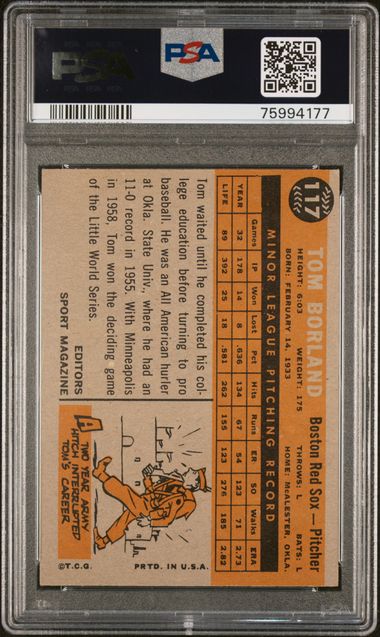 PSA
PSA
75994177
117
TOM BORLAND
Boston Red Sox — Pitcher
HEIGHT: 6:03 WEIGHT: 175 THROWS: L BATS: L
BORN: FEBRUARY 14, 1933 HOME: McALESTER, OKLA.
MINOR LEAGUE PITCHING RECORD
Games IP Won Lost Pct Hits Runs ER SO Walks ERA
YEAR 32 178 14 8 .636 134 67 54 123 71 2.73
LIFE 89 392 25 18 .581 262 155 123 276 185 2.82
Tom waited until he completed his col-
lege education before turning to pro
baseball. He was an All American hurler
at Okla. State Univ. where he had an
11-0 record in 1955. With Minneapolis
in 1958, Tom won the deciding game
of the Little World Series.
EDITORS
SPORT MAGAZINE
A TWO YEAR ARMY
HITCH INTERRUPTED
TOM'S CAREER
©T.C.G. PRTD. IN U.S.A.